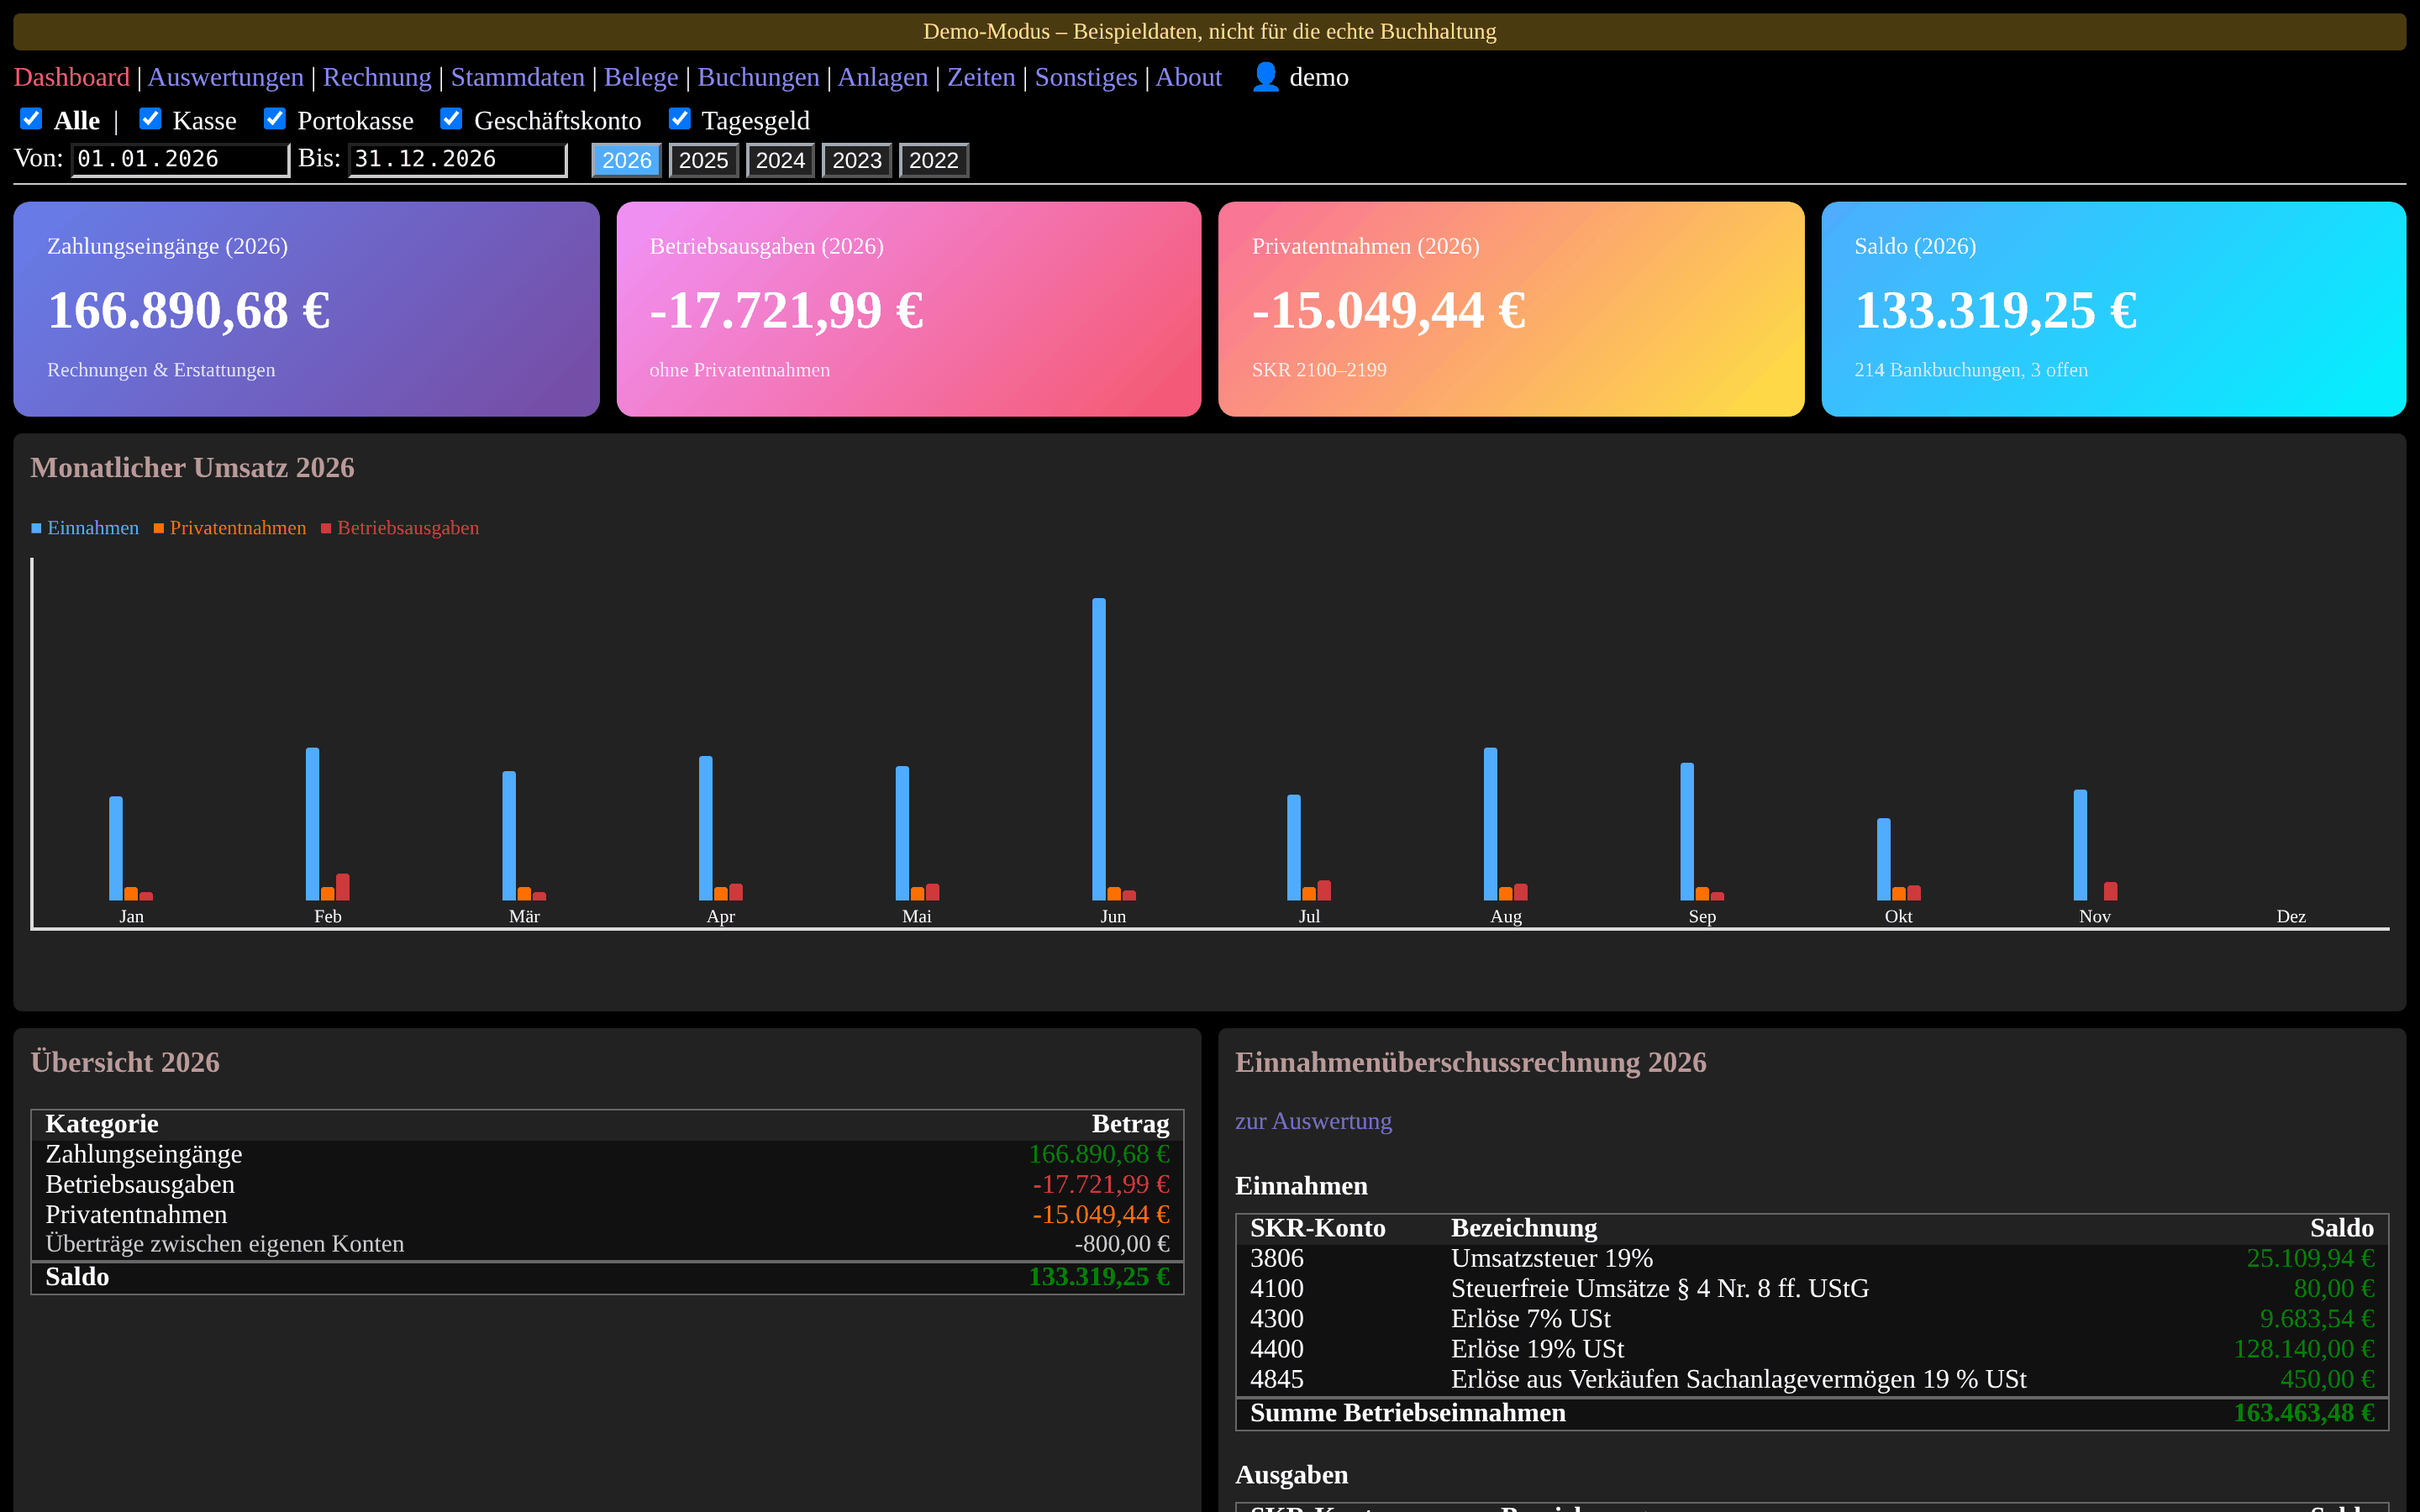 Demo-Modus – Beispieldaten, nicht für die echte Buchhaltung
Dashboard | Auswertungen | Rechnung | Stammdaten | Belege | Buchungen | Anlagen | Zeiten | Sonstiges | About 👤 demo
Alle | Kasse Portokasse Geschäftskonto Tagesgeld
Von: 01.01.2026 Bis: 31.12.2026 2026 2025 2024 2023 2022
Zahlungseingänge (2026)
166.890,68 €
Rechnungen & Erstattungen
Betriebsausgaben (2026)
-17.721,99 €
ohne Privatentnahmen
Privatentnahmen (2026)
-15.049,44 €
SKR 2100–2199
Saldo (2026)
133.319,25 €
214 Bankbuchungen, 3 offen
Monatlicher Umsatz 2026
Einnahmen Privatentnahmen Betriebsausgaben
Jan Feb Mär Apr Mai Jun Jul Aug Sep Okt Nov Dez
Übersicht 2026
Kategorie Betrag
Zahlungseingänge 166.890,68 €
Betriebsausgaben -17.721,99 €
Privatentnahmen -15.049,44 €
Überträge zwischen eigenen Konten -800,00 €
Saldo 133.319,25 €
Einnahmenüberschussrechnung 2026
zur Auswertung
Einnahmen
SKR-Konto Bezeichnung Saldo
3806 Umsatzsteuer 19% 25.109,94 €
4100 Steuerfreie Umsätze § 4 Nr. 8 ff. UStG 80,00 €
4300 Erlöse 7% USt 9.683,54 €
4400 Erlöse 19% USt 128.140,00 €
4845 Erlöse aus Verkäufen Sachanlagevermögen 19 % USt 450,00 €
Summe Betriebseinnahmen 163.463,48 €
Ausgaben